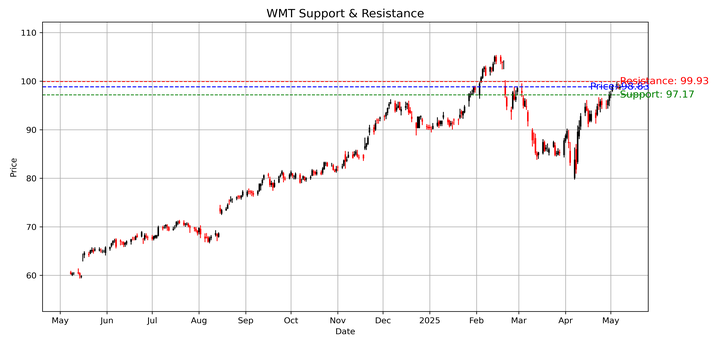 WMT Support & Resistance
110
100
90
80
70
60
Price
Resistance: 99.93
Price: 98.83
Support: 97.17
May Jun Jul Aug Sep Oct Nov Dec 2025 Feb Mar Apr May
Date